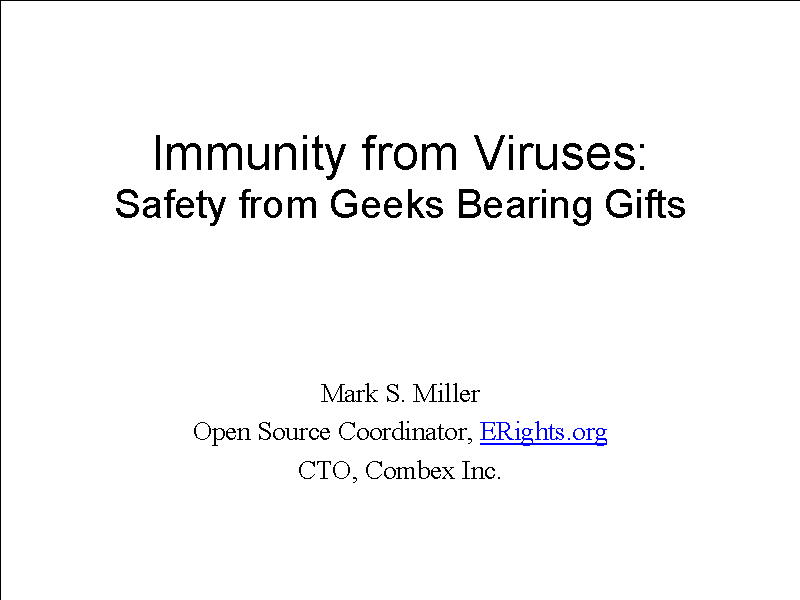 Immunity from Viruses:
Safety from Geeks Bearing Gifts
Mark S. Miller
Open Source Coordinator, ERights.org
CTO, Combex Inc.